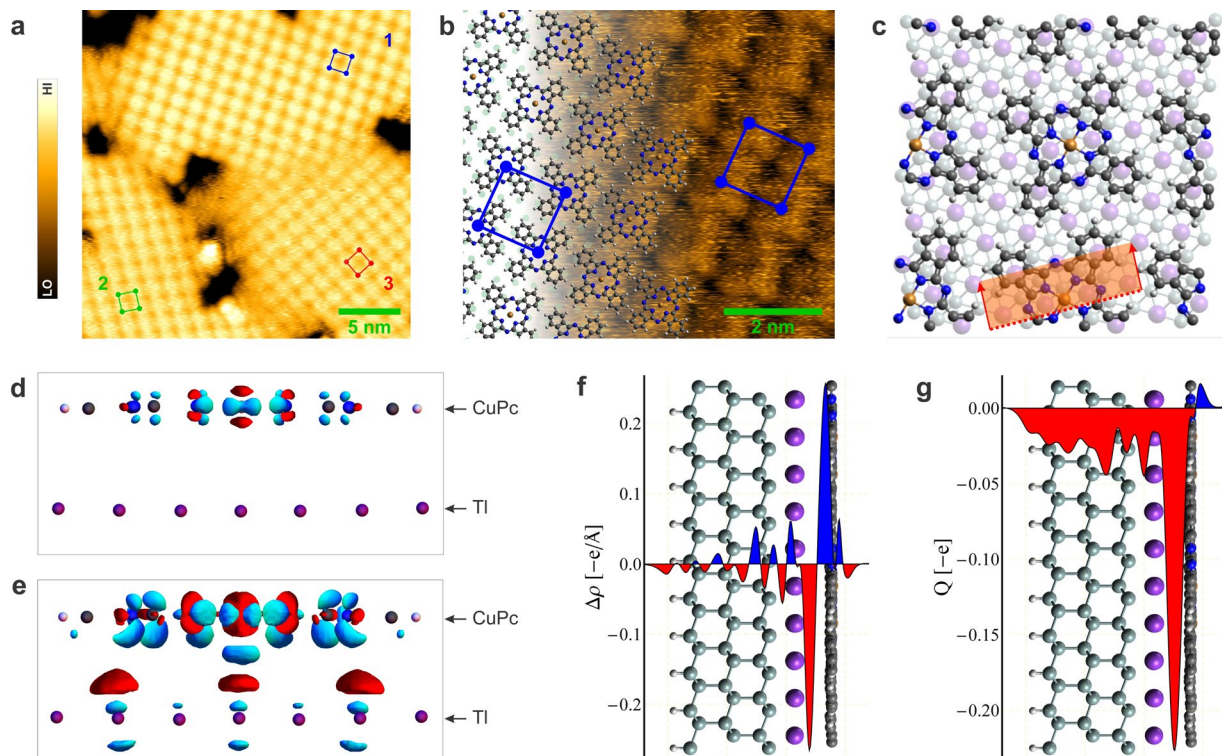 a
HI
LO
1
2
3
5 nm
b
2 nm
c
d
CuPc
Tl
e
CuPc
Tl
f
Δρ [−e/Å]
0.2
0.1
0.0
−0.1
−0.2
g
Q [−e]
0.00
−0.05
−0.10
−0.15
−0.20